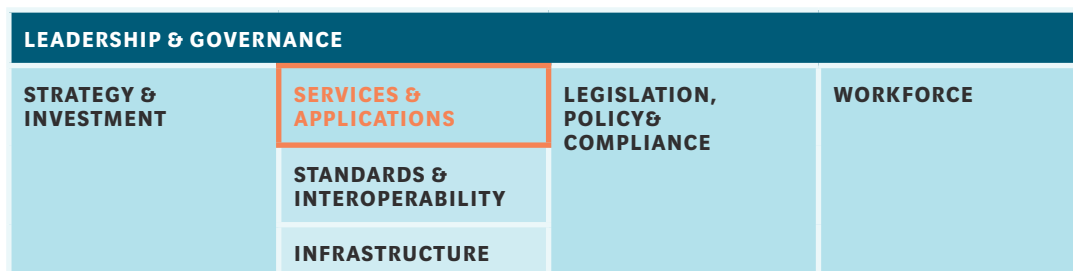 LEADERSHIP & GOVERNANCE
STRATEGY &
INVESTMENT
SERVICES &
APPLICATIONS
LEGISLATION,
POLICY&
COMPLIANCE
WORKFORCE
STANDARDS &
INTEROPERABILITY
INFRASTRUCTURE